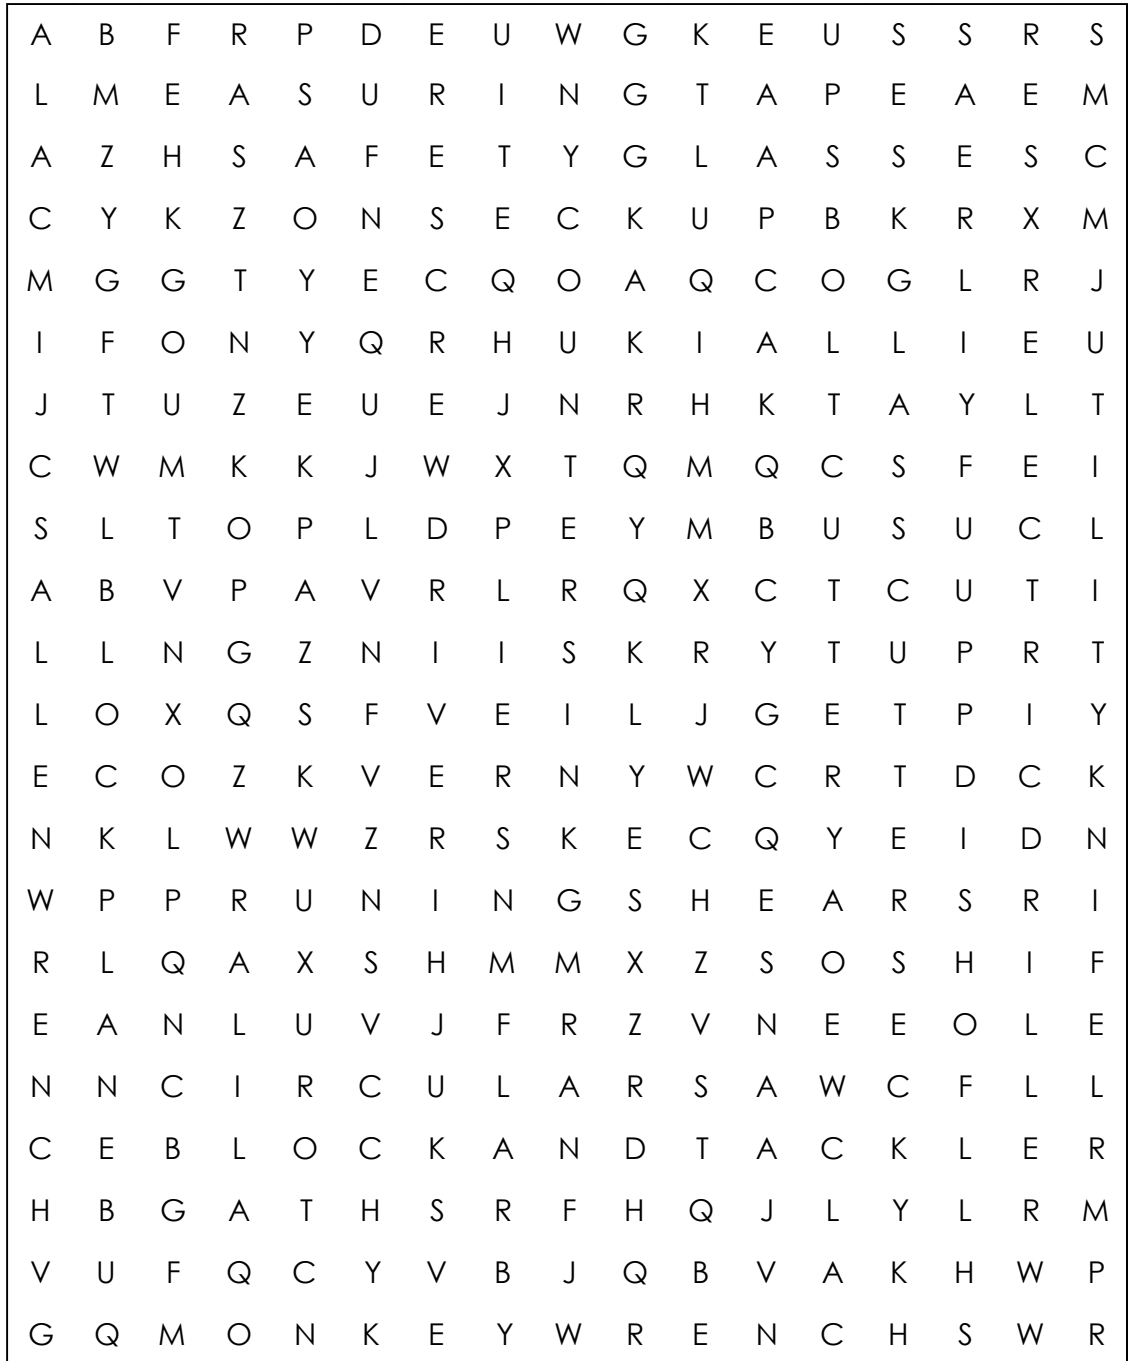 A B F R P D E U W G K E U S S R S
L M E A S U R I N G T A P E A E M
A Z H S A F E T Y G L A S S E S C
C Y K Z O N S E C K U P B K R X M
M G G T Y E C Q O A Q C O G L R J
I F O N Y Q R H U K I A L L I E U
J T U Z E U E J N R H K T A Y L T
C W M K K J W X T Q M Q C S F E I
S L T O P L D P E Y M B U S U C L
A B V P A V R L R Q X C T C U T I
L L N G Z N I I S K R Y T U P R T
L O X Q S F V E I L J G E T P I Y
E C O Z K V E R N Y W C R T D C K
N K L W W Z R S K E C Q Y E I D N
W P P R U N I N G S H E A R S R I
R L Q A X S H M M X Z S O S H I F
E A N L U V J F R Z V N E E O L E
N N C I R C U L A R S A W C F L L
C E B L O C K A N D T A C K L E R
H B G A T H S R F H Q J L Y L R M
V U F Q C Y V B J Q B V A K H W P
G Q M O N K E Y W R E N C H S W R